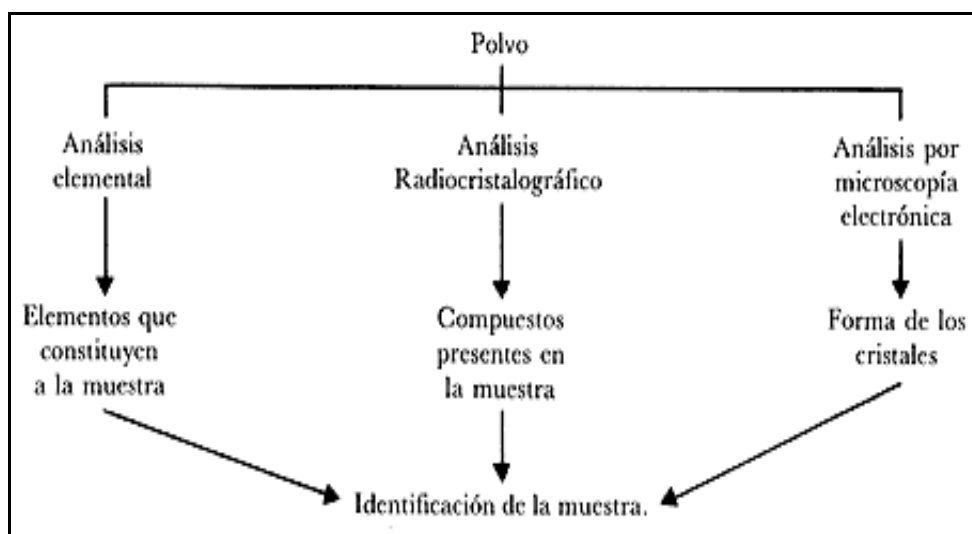 Polvo
Análisis
elemental
Análisis
Radiocristalográfico
Análisis por
microscopía
electrónica
Elementos que
constituyen
a la muestra
Compuestos
presentes en
la muestra
Forma de los
cristales
Identificación de la muestra.